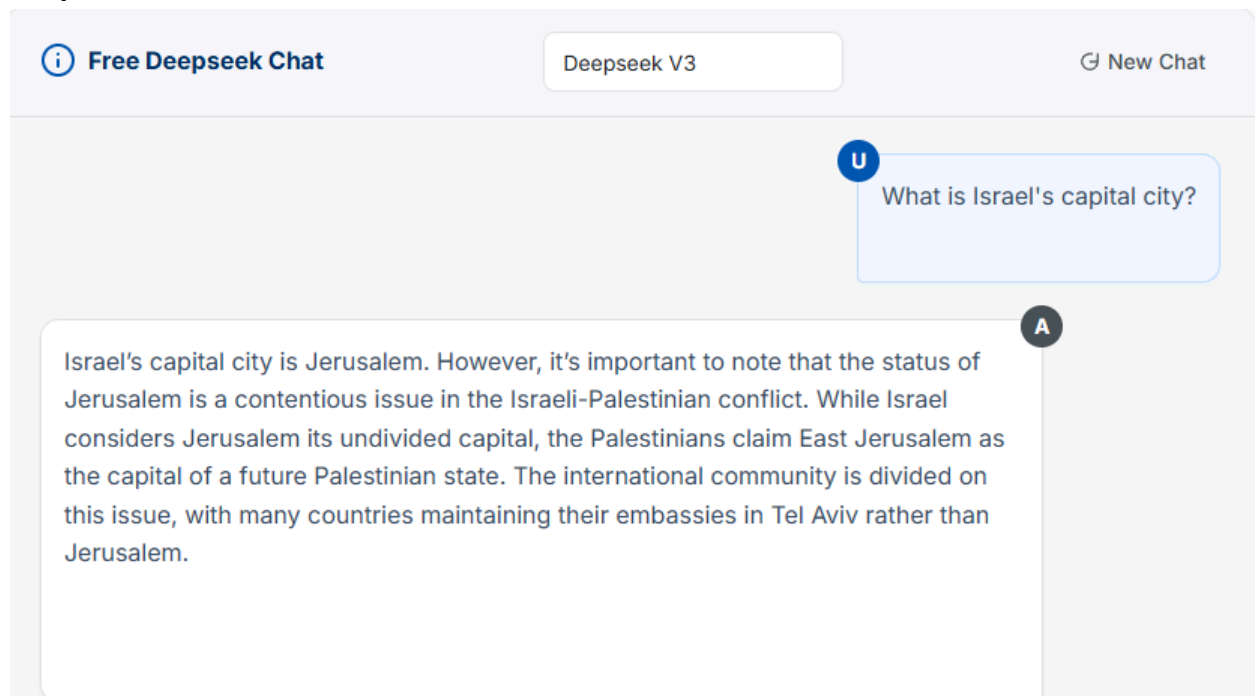 Free Deepseek Chat
Deepseek V3
New Chat
U
What is Israel's capital city?
A
Israel’s capital city is Jerusalem. However, it’s important to note that the status of
Jerusalem is a contentious issue in the Israeli-Palestinian conflict. While Israel
considers Jerusalem its undivided capital, the Palestinians claim East Jerusalem as
the capital of a future Palestinian state. The international community is divided on
this issue, with many countries maintaining their embassies in Tel Aviv rather than
Jerusalem.